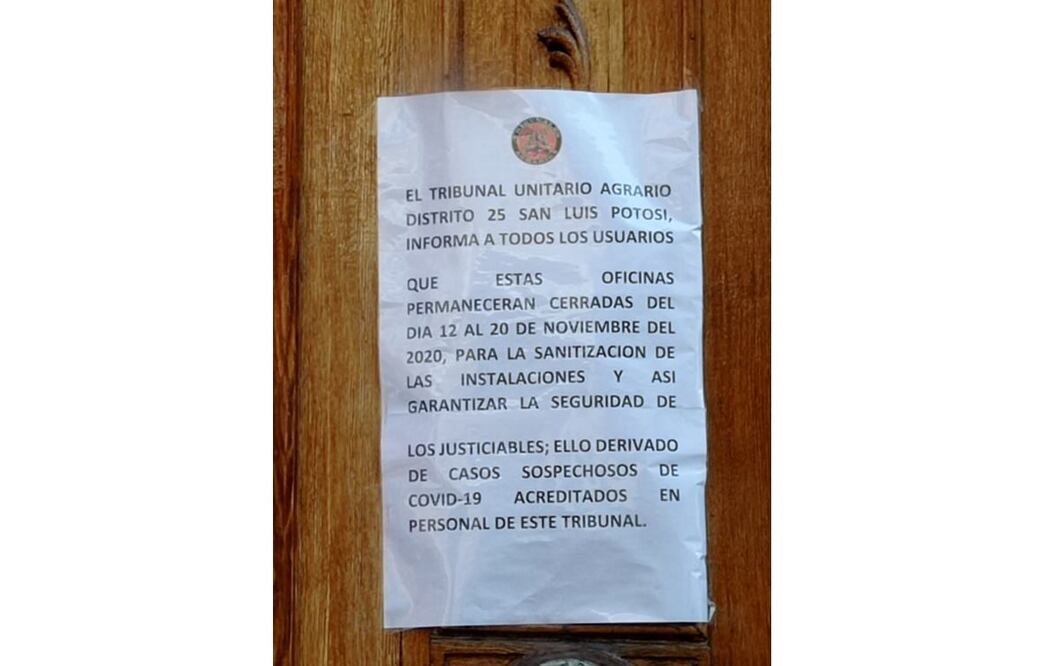 EL TRIBUNAL UNITARIO AGRARIO
DISTRITO 25 SAN LUIS POTOSI,
INFORMA A TODOS LOS USUARIOS
QUE ESTAS OFICINAS
PERMANECERAN CERRADAS DEL
DIA 12 AL 20 DE NOVIEMBRE DEL
2020, PARA LA SANITIZACION DE
LAS INSTALACIONES Y ASI
GARANTIZAR LA SEGURIDAD DE
LOS JUSTICIABLES; ELLO DERIVADO
DE CASOS SOSPECHOSOS DE
COVID-19 ACREDITADOS EN
PERSONAL DE ESTE TRIBUNAL.